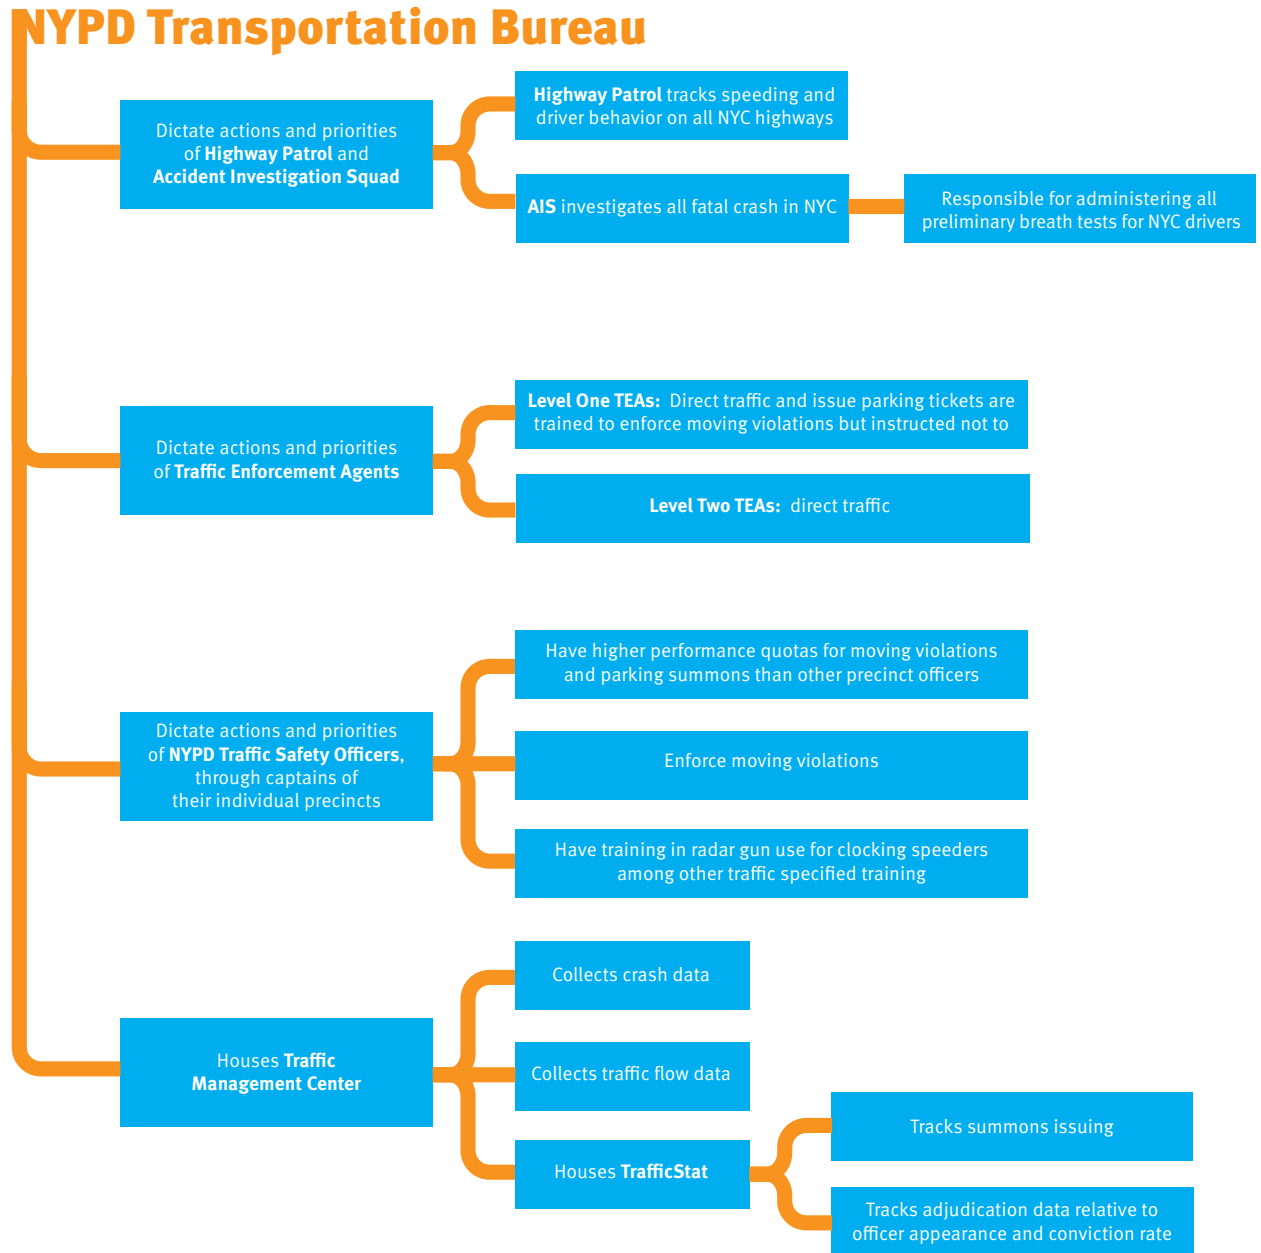 NYPD Transportation Bureau
Dictate actions and priorities
of Highway Patrol and
Accident Investigation Squad
Highway Patrol tracks speeding and
driver behavior on all NYC highways
AIS investigates all fatal crash in NYC
Responsible for administering all
preliminary breath tests for NYC drivers
Dictate actions and priorities
of Traffic Enforcement Agents
Level One TEAs: Direct traffic and issue parking tickets are
trained to enforce moving violations but instructed not to
Level Two TEAs: direct traffic
Dictate actions and priorities
of NYPD Traffic Safety Officers,
through captains of
their individual precincts
Have higher performance quotas for moving violations
and parking summons than other precinct officers
Enforce moving violations
Have training in radar gun use for clocking speeders
among other traffic specified training
Houses Traffic
Management Center
Collects crash data
Collects traffic flow data
Houses TrafficStat
Tracks summons issuing
Tracks adjudication data relative to
officer appearance and conviction rate